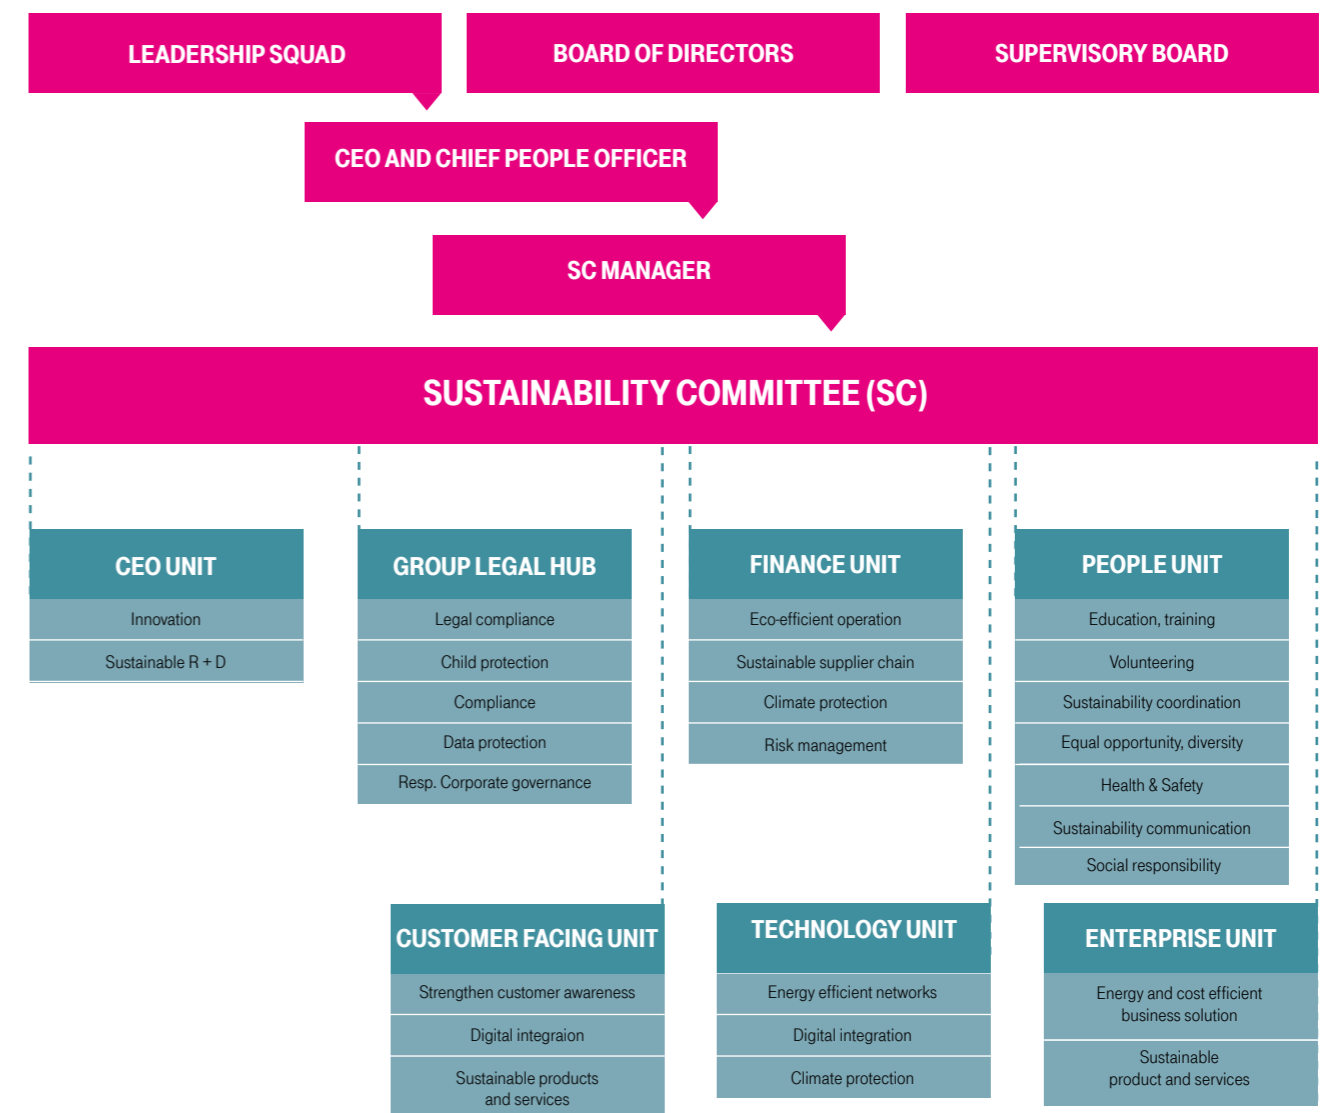 LEADERSHIP SQUAD
BOARD OF DIRECTORS
SUPERVISORY BOARD
CEO AND CHIEF PEOPLE OFFICER
SC MANAGER
SUSTAINABILITY COMMITTEE (SC)
CEO UNIT
Innovation
Sustainable R + D
GROUP LEGAL HUB
Legal compliance
Child protection
Compliance
Data protection
Resp. Corporate governance
FINANCE UNIT
Eco-efficient operation
Sustainable supplier chain
Climate protection
Risk management
PEOPLE UNIT
Education, training
Volunteering
Sustainability coordination
Equal opportunity, diversity
Health & Safety
Sustainability communication
Social responsibility
CUSTOMER FACING UNIT
Strengthen customer awareness
Digital integraion
Sustainable products
and services
TECHNOLOGY UNIT
Energy efficient networks
Digital integration
Climate protection
ENTERPRISE UNIT
Energy and cost efficient
business solution
Sustainable
product and services